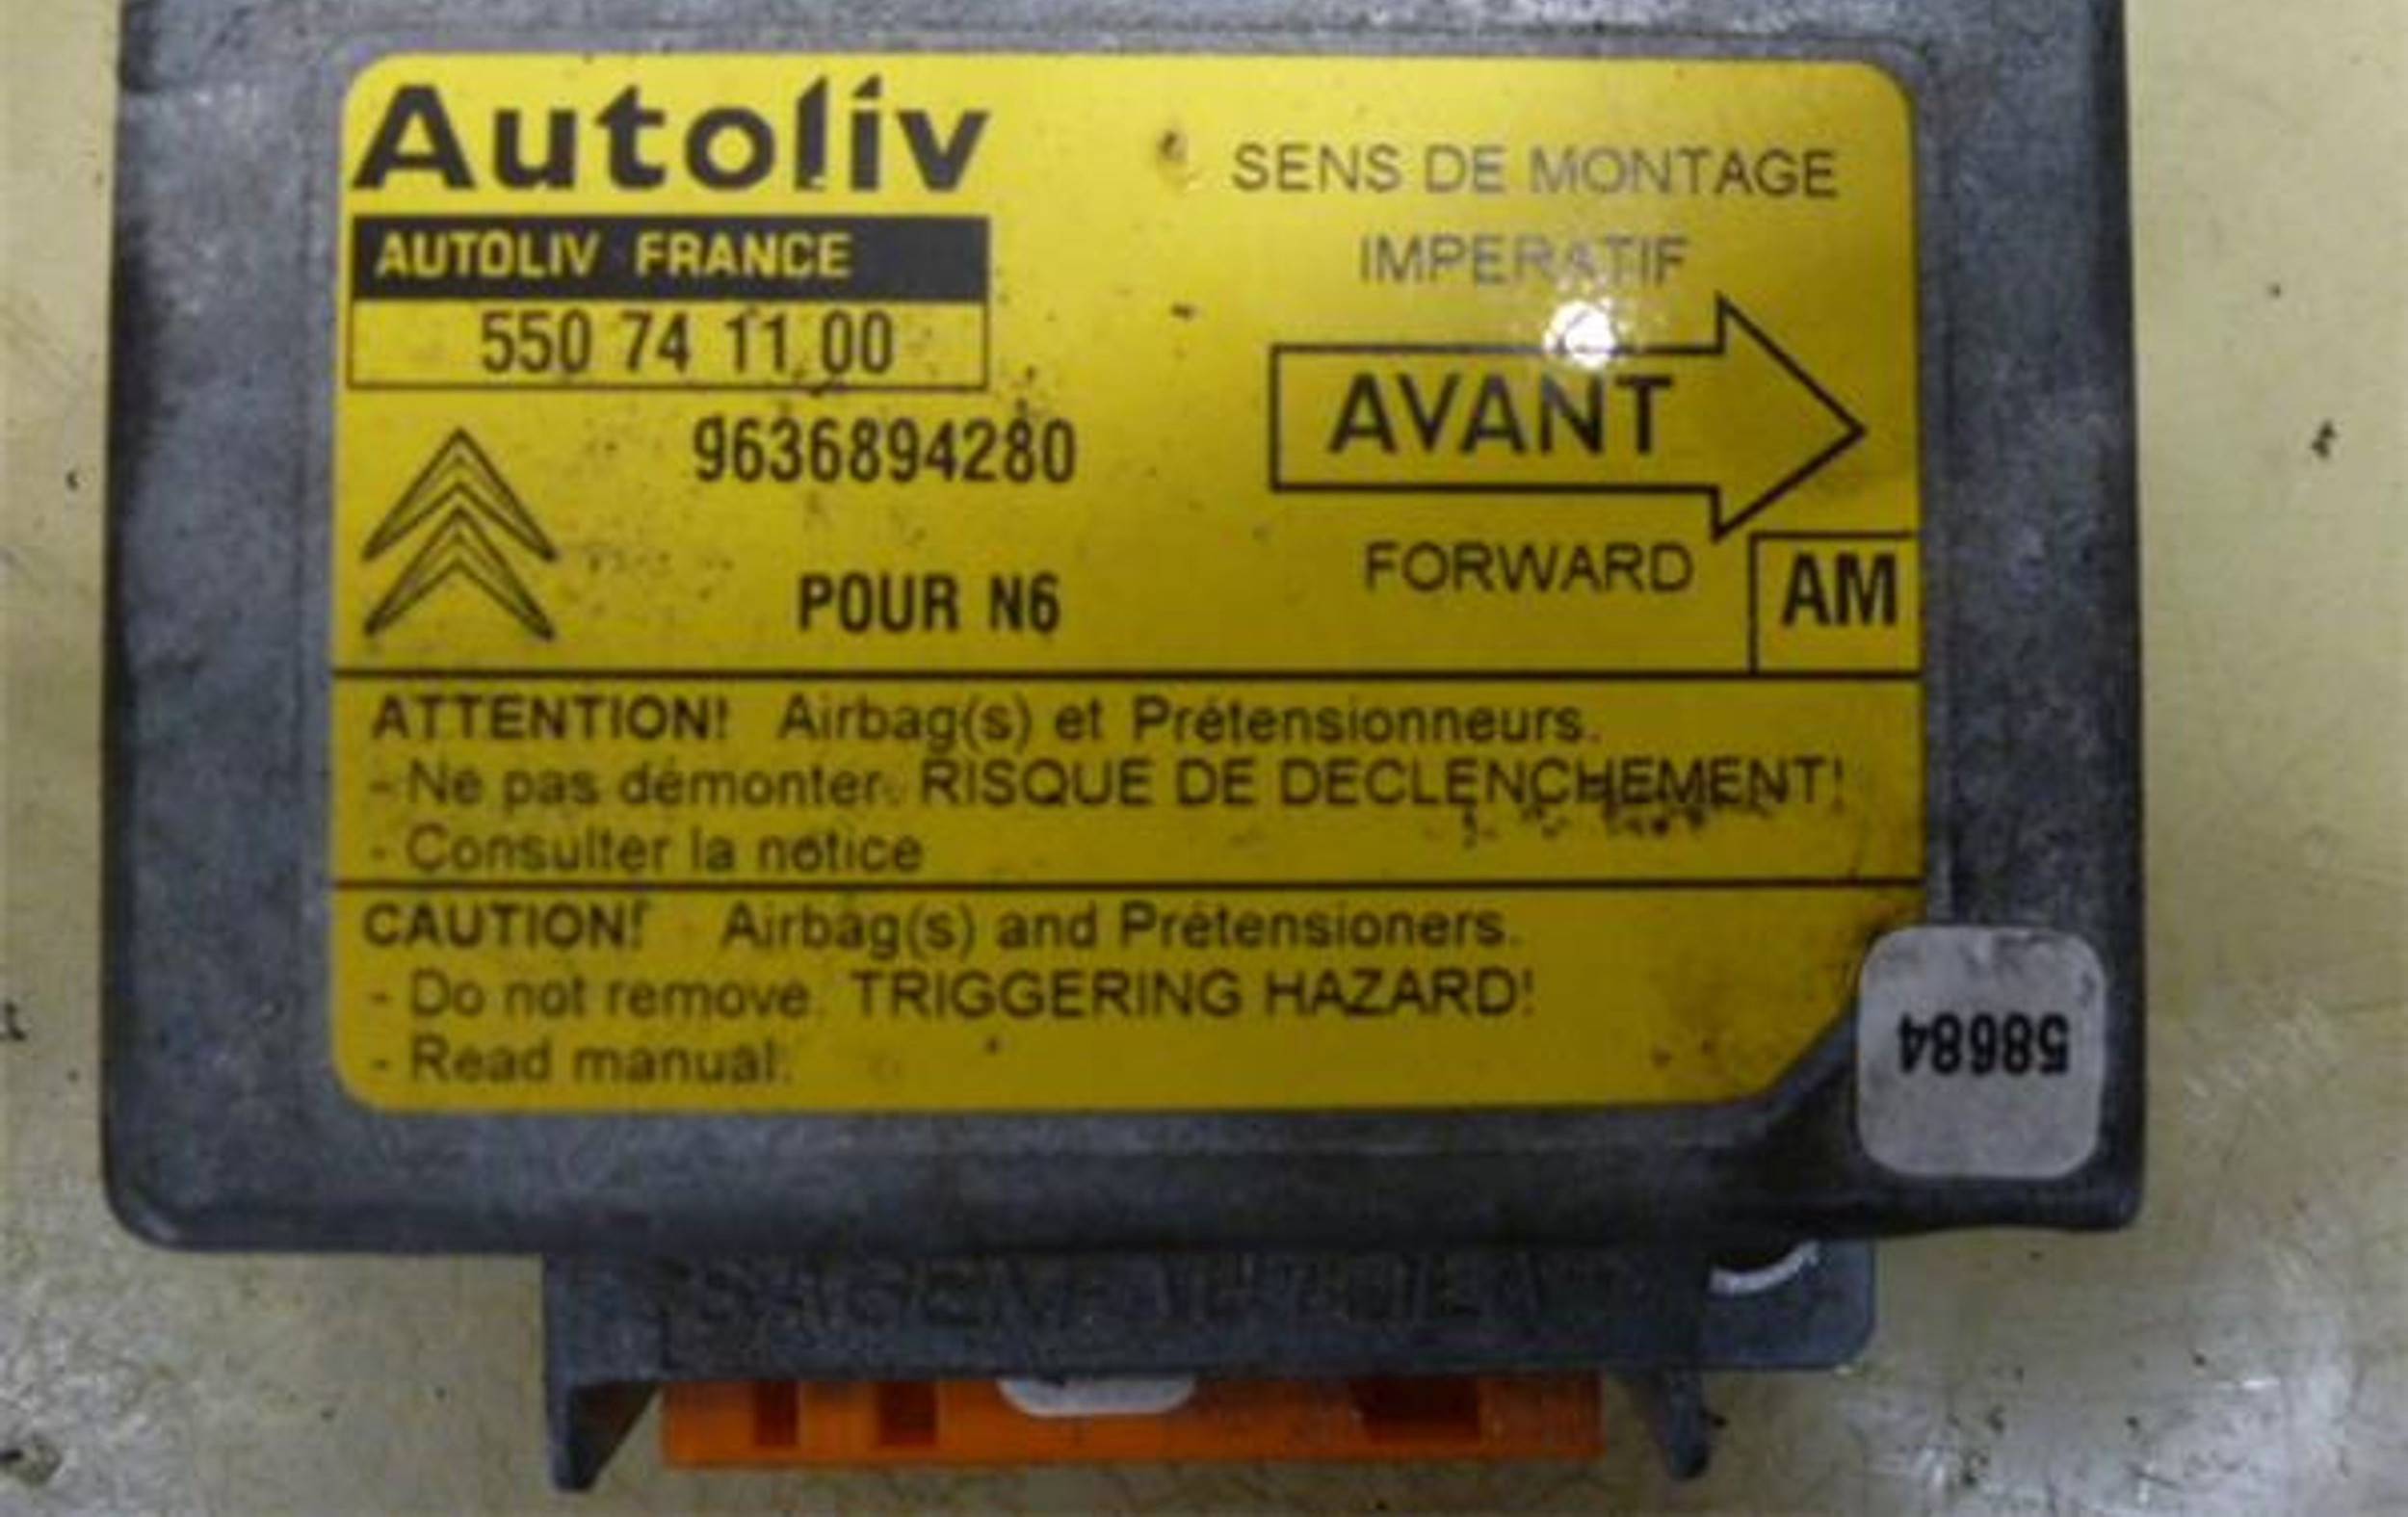 Autoliv
AUTOLIV FRANCE
550 74 11 00
9636894280
POUR N6
SENS DE MONTAGE
IMPERATIF
AVANT
FORWARD
AM
ATTENTION! Airbag(s) et Prétensionneurs.
- Ne pas démonter. RISQUE DE DECLENCHEMENT!
- Consulter la notice
CAUTION! Airbag(s) and Prétensioners.
- Do not remove. TRIGGERING HAZARD!
- Read manual.
58684